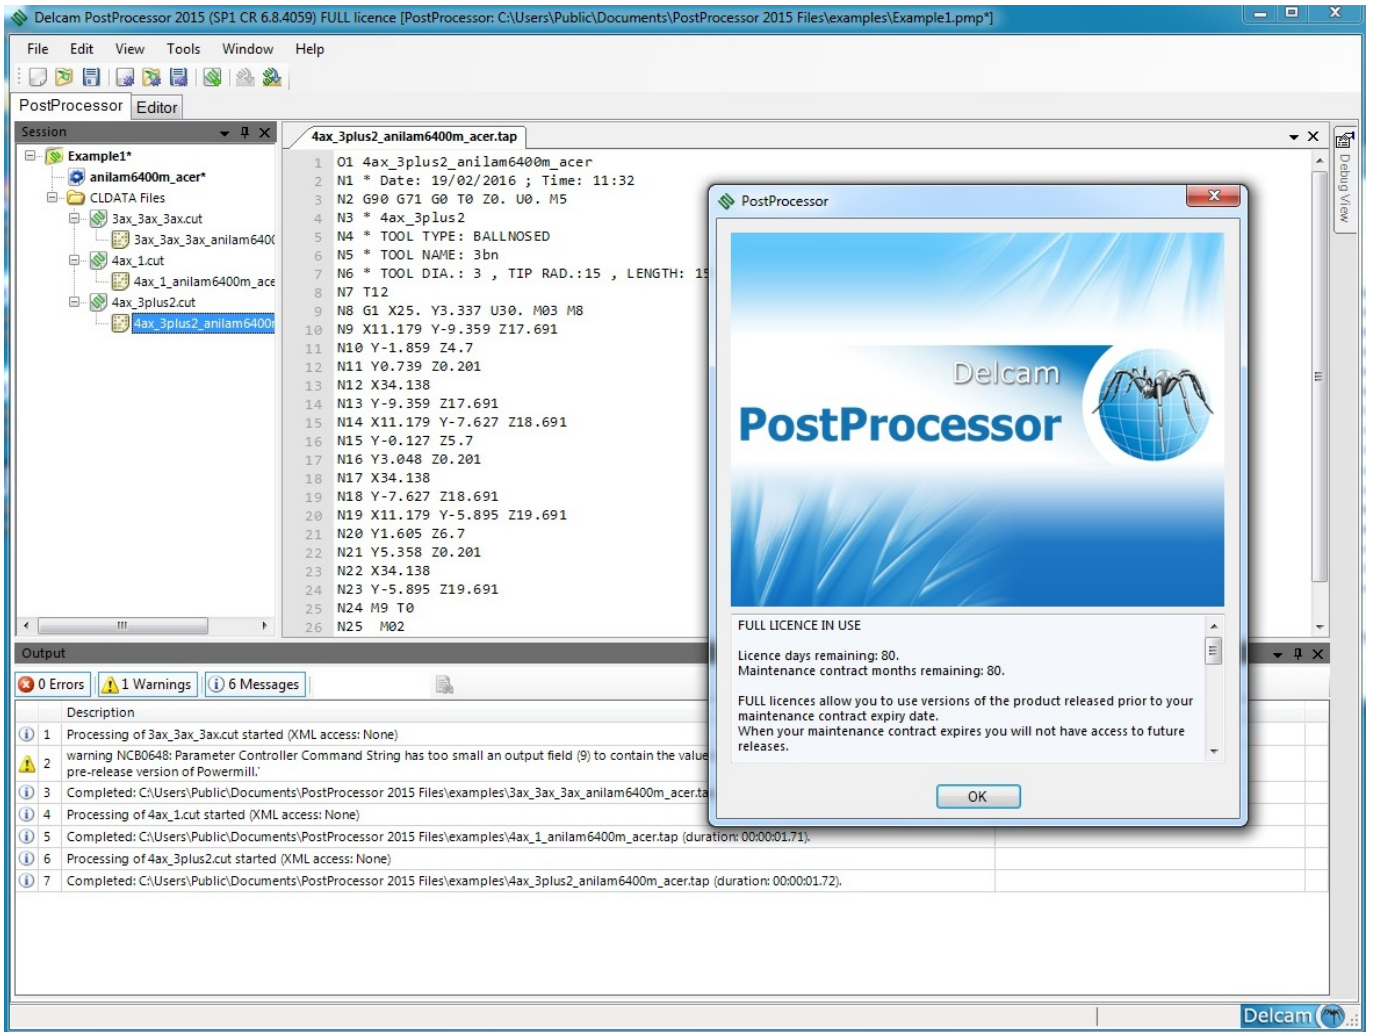 Delcam PostProcessor 2015 (SP1 CR 6.8.4059) FULL licence [PostProcessor: C:\Users\Public\Documents\PostProcessor 2015 Files\examples\Example1.pmp*]
File Edit View Tools Window Help
PostProcessor Editor
Session
Example1*
anilam6400m_acer*
CLDATA Files
3ax_3ax_3ax.cut
3ax_3ax_3ax_anilam640
4ax_1.cut
4ax_1_anilam6400m_ace
4ax_3plus2.cut
4ax_3plus2_anilam6400
4ax_3plus2_anilam6400m_acer.tap
1 O1 4ax_3plus2_anilam6400m_acer
2 N1 * Date: 19/02/2016 ; Time: 11:32
3 N2 G90 G71 G0 T0 Z0. U0. M5
4 N3 * 4ax_3plus2
5 N4 * TOOL TYPE: BALLNOSED
6 N5 * TOOL NAME: 3bn
7 N6 * TOOL DIA.: 3 , TIP RAD.:15 , LENGTH: 15
8 N7 T12
9 N8 G1 X25. Y3.337 U30. M03 M8
10 N9 X11.179 Y-9.359 Z17.691
11 N10 Y-1.859 Z4.7
12 N11 Y0.739 Z0.201
13 N12 X34.138
14 N13 Y-9.359 Z17.691
15 N14 X11.179 Y-7.627 Z18.691
16 N15 Y-0.127 Z5.7
17 N16 Y3.048 Z0.201
18 N17 X34.138
19 N18 Y-7.627 Z18.691
20 N19 X11.179 Y-5.895 Z19.691
21 N20 Y1.605 Z6.7
22 N21 Y5.358 Z0.201
23 N22 X34.138
24 N23 Y-5.895 Z19.691
25 N24 M9 T0
26 N25 M02
Debug View
PostProcessor
Delcam
PostProcessor
FULL LICENCE IN USE
Licence days remaining: 80.
Maintenance contract months remaining: 80.
FULL licences allow you to use versions of the product released prior to your
maintenance contract expiry date.
When your maintenance contract expires you will not have access to future
releases.
OK
Output
0 Errors 1 Warnings 6 Messages
Description
1 Processing of 3ax_3ax_3ax.cut started (XML access: None)
2 warning NCB0648: Parameter Controller Command String has too small an output field (9) to contain the value
pre-release version of Powermill.'
3 Completed: C:\Users\Public\Documents\PostProcessor 2015 Files\examples\3ax_3ax_3ax_anilam6400m_acer.ta
4 Processing of 4ax_1.cut started (XML access: None)
5 Completed: C:\Users\Public\Documents\PostProcessor 2015 Files\examples\4ax_1_anilam6400m_acer.tap (duration: 00:00:01.71).
6 Processing of 4ax_3plus2.cut started (XML access: None)
7 Completed: C:\Users\Public\Documents\PostProcessor 2015 Files\examples\4ax_3plus2_anilam6400m_acer.tap (duration: 00:00:01.72).
Delcam